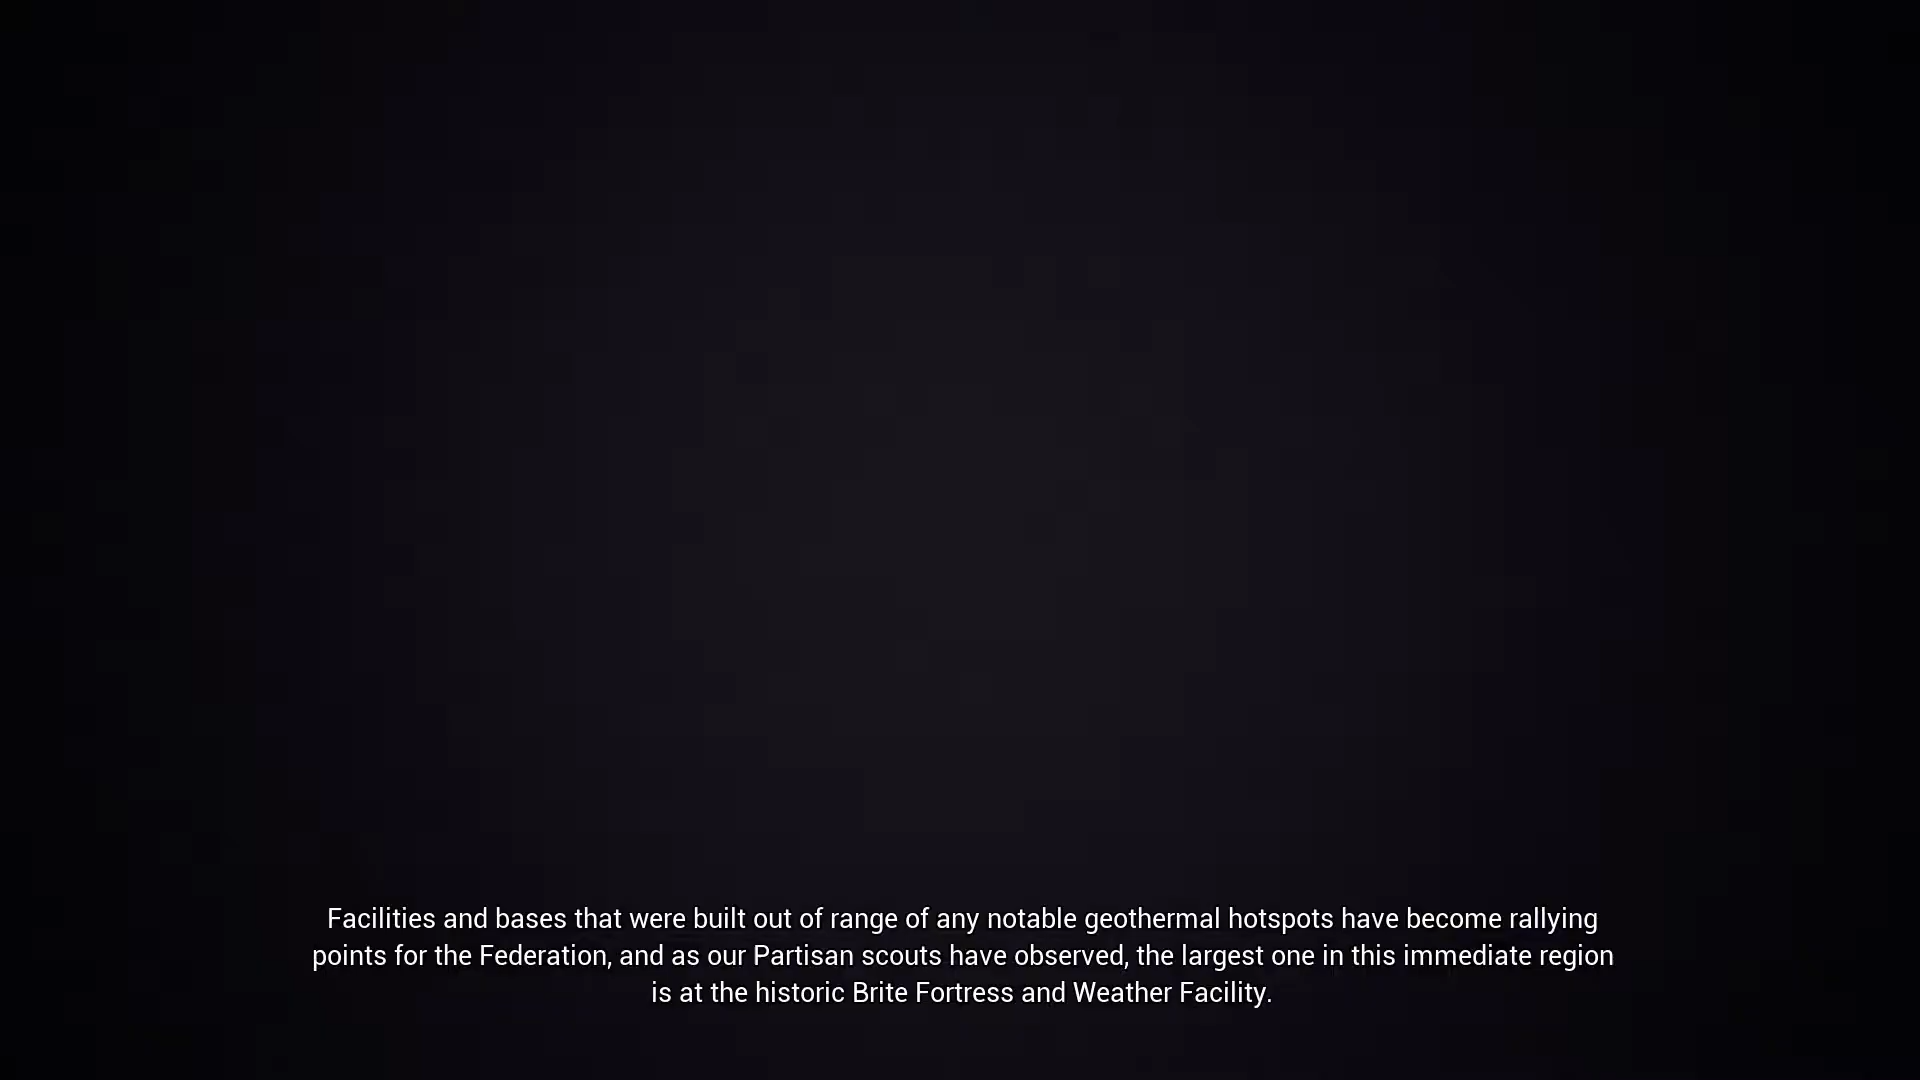 Facilities and bases that were built out of range of any notable geothermal hotspots have become rallying
points for the Federation, and as our Partisan scouts have observed, the largest one in this immediate region
is at the historic Brite Fortress and Weather Facility.